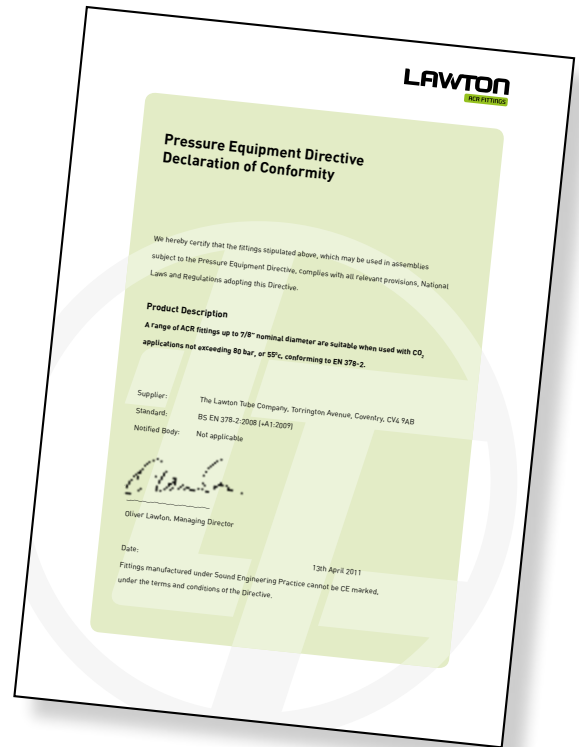 LAWTON
ACR FITTINGS
Pressure Equipment Directive
Declaration of Conformity
We hereby certify that the fittings stipulated above, which may be used in assemblies
subject to the Pressure Equipment Directive, complies with all relevant provisions, National
Laws and Regulations adopting this Directive.
Product Description
A range of ACR fittings up to 7/8" nominal diameter are suitable when used with CO₂
applications not exceeding 80 bar, or 55ºc, conforming to EN 378-2.
Supplier: The Lawton Tube Company, Torrington Avenue, Coventry, CV4 9AB
Standard: BS EN 378-2:2008 (+A1:2009)
Notified Body: Not applicable
Oliver Lawton, Managing Director
Date: 13th April 2011
Fittings manufactured under Sound Engineering Practice cannot be CE marked,
under the terms and conditions of the Directive.